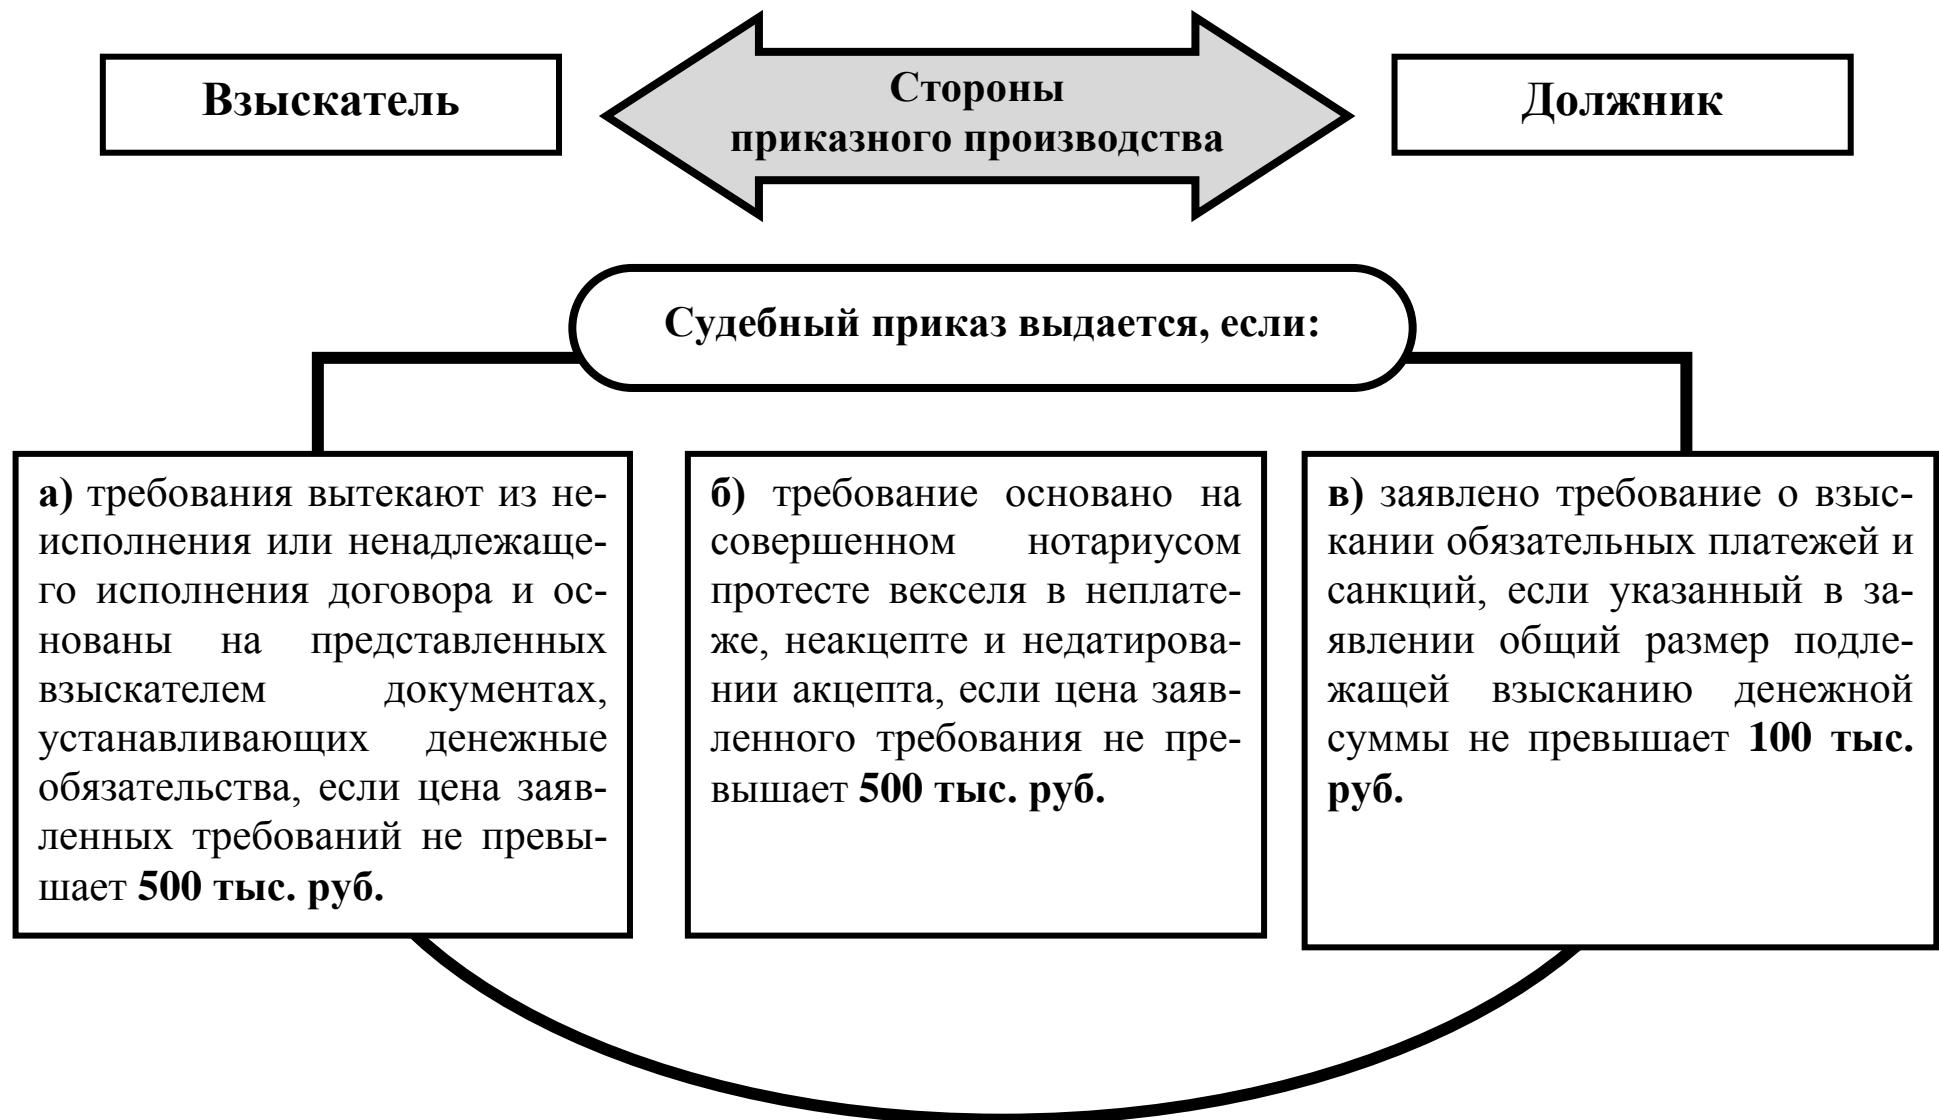 Взыскатель
Стороны
приказного производства
Должник
Судебный приказ выдается, если:
а) требования вытекают из не-
исполнения или ненадлежаще-
го исполнения договора и ос-
нованы на представленных
взыскателем документах,
устанавливающих денежные
обязательства, если цена заяв-
ленных требований не превы-
шает 500 тыс. руб.
б) требование основано на
совершенном нотариусом
протесте векселя в неплате-
же, неакцепте и недатирова-
нии акцепта, если цена заяв-
ленного требования не пре-
вышает 500 тыс. руб.
в) заявлено требование о взыс-
кании обязательных платежей и
санкций, если указанный в за-
явлении общий размер подле-
жащей взысканию денежной
суммы не превышает 100 тыс.
руб.